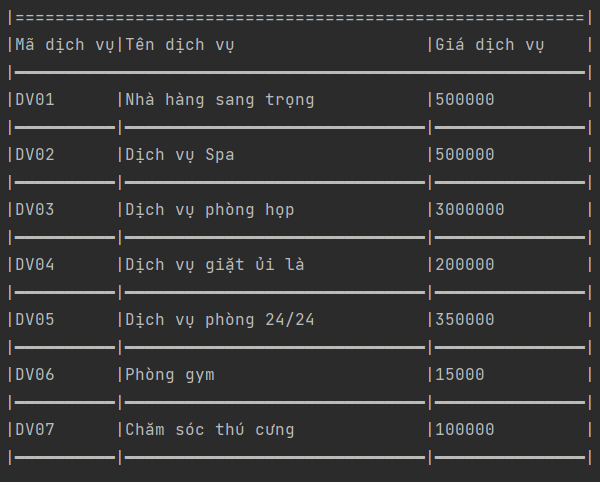 |=========================================================|
|Mã dịch vụ|Tên dịch vụ |Giá dịch vụ |
|DV01 |Nhà hàng sang trọng |500000 |
|DV02 |Dịch vụ Spa |500000 |
|DV03 |Dịch vụ phòng họp |3000000 |
|DV04 |Dịch vụ giặt ủi là |200000 |
|DV05 |Dịch vụ phòng 24/24 |350000 |
|DV06 |Phòng gym |15000 |
|DV07 |Chăm sóc thú cưng |100000 |